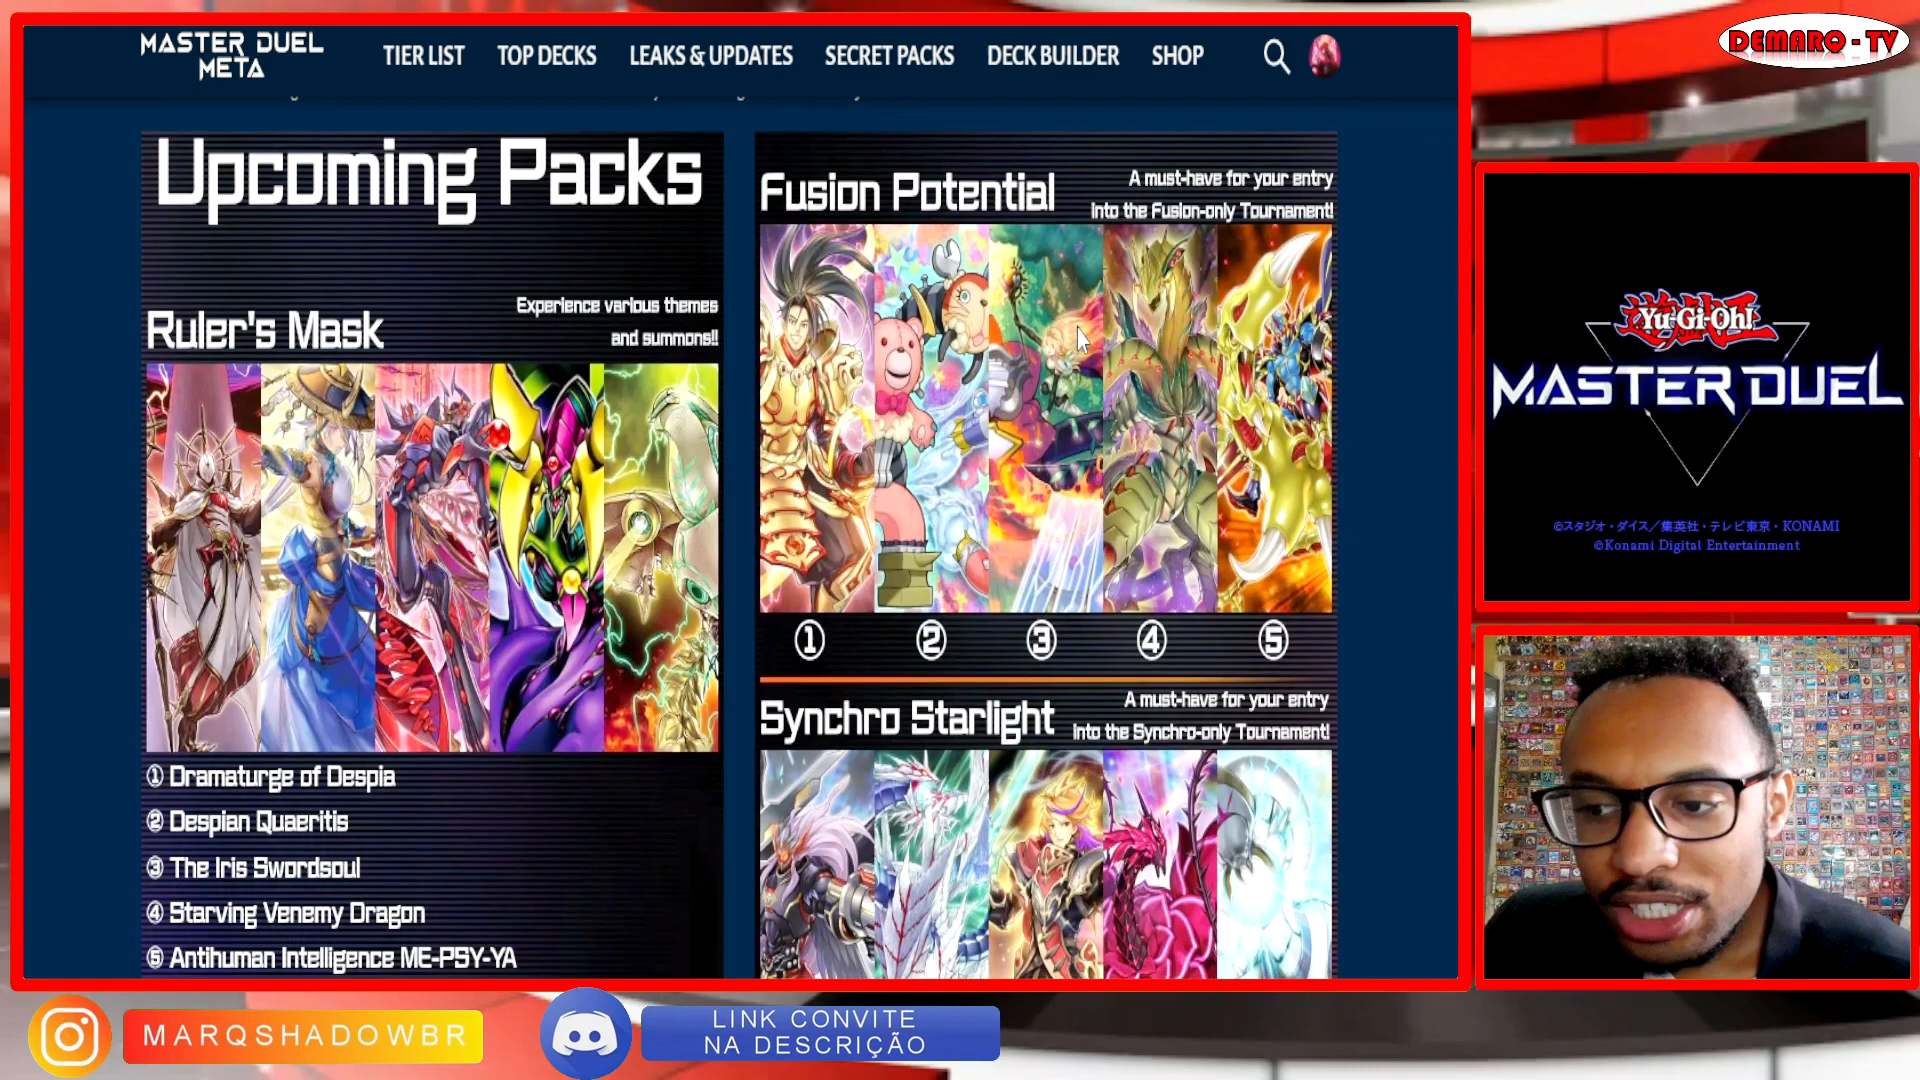 MASTER DUEL
META
TIER LIST
TOP DECKS
LEAKS & UPDATES
SECRET PACKS
DECK BUILDER
SHOP
DEMARQ - TV
Upcoming Packs
Ruler's Mask
Experience various themes
and summons!!
① Dramaturge of Despia
② Despian Quaeritis
③ The Iris Swordsoul
④ Starving Venemy Dragon
⑤ Antihuman Intelligence ME-PSY-YA
Fusion Potential
A must-have for your entry
into the Fusion-only Tournament!
① ② ③ ④ ⑤
Synchro Starlight
A must-have for your entry
into the Synchro-only Tournament!
遊戯王
Yu-Gi-Oh!
MASTER DUEL
©スタジオ・ダイス／集英社・テレビ東京・KONAMI
©Konami Digital Entertainment
MARQSHADOWBR
LINK CONVITE
NA DESCRIÇÃO